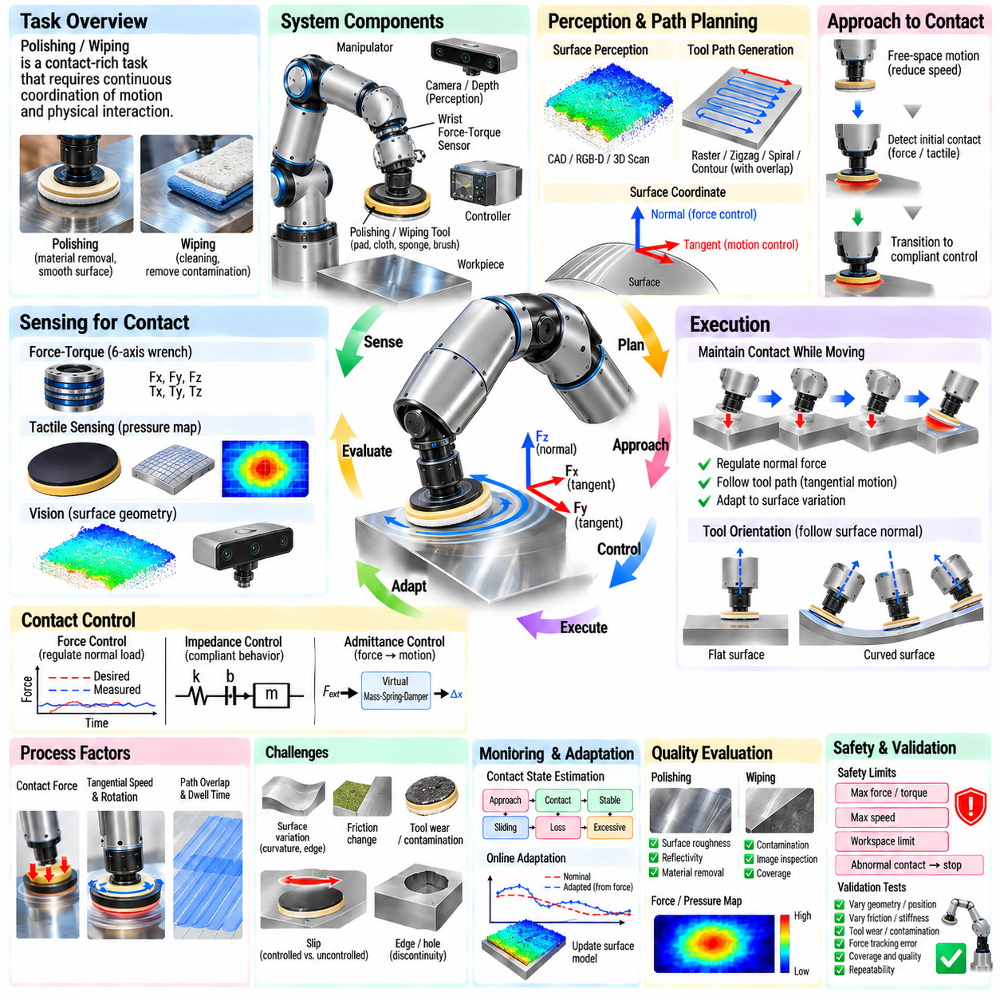 Task Overview
Polishing / Wiping
is a contact-rich task
that requires continuous
coordination of motion
and physical interaction.
Polishing
(material removal,
smooth surface)
Wiping
(cleaning,
remove contamination)
System Components
Manipulator
Camera / Depth
(Perception)
Wrist
Force-Torque
Sensor
Controller
Polishing / Wiping Tool
(pad, cloth, sponge, brush)
Workpiece
Perception & Path Planning
Surface Perception
CAD / RGB-D / 3D Scan
Tool Path Generation
Raster / Zigzag / Spiral /
Contour (with overlap)
Surface Coordinate
Normal (force control)
Tangent (motion control)
Surface
Approach to Contact
Free-space motion
(reduce speed)
Detect initial contact
(force / tactile)
Transition to
compliant control
Sensing for Contact
Force-Torque (6-axis wrench)
Fx, Fy, Fz
Tx, Ty, Tz
Tactile Sensing (pressure map)
Vision (surface geometry)
Sense
Plan
Evaluate
Approach
Fz
(normal)
Fx
(tangent)
Fy
(tangent)
Control
Adapt
Execute
Execution
Maintain Contact While Moving
Regulate normal force
Follow tool path (tangential motion)
Adapt to surface variation
Tool Orientation (follow surface normal)
Flat surface
Curved surface
Contact Control
Force Control
(regulate normal load)
Force
Desired
Measured
Time
Impedance Control
(compliant behavior)
k
b
m
Admittance Control
(force → motion)
Fext
Virtual
Mass-Spring-Damper
Δx
Process Factors
Contact Force
Tangential Speed
& Rotation
Path Overlap
& Dwell Time
Challenges
Surface
variation
(curvature, edge)
Friction
change
Tool wear
/ contamination
Slip
(controlled vs. uncontrolled)
Edge / hole
(discontinuity)
Monitoring & Adaptation
Contact State Estimation
Approach
Contact
Stable
Sliding
Loss
Excessive
Online Adaptation
Nominal
Adapted (from force)
Update surface
model
Quality Evaluation
Polishing
Surface roughness
Reflectivity
Material removal
Wiping
Contamination
Image inspection
Coverage
Force / Pressure Map
High
Low
Safety & Validation
Safety Limits
Max force / torque
Max speed
Workspace limit
Abnormal contact → stop
Validation Tests
Vary geometry / position
Vary friction / stiffness
Tool wear / contamination
Force tracking error
Coverage and quality
Repeatability